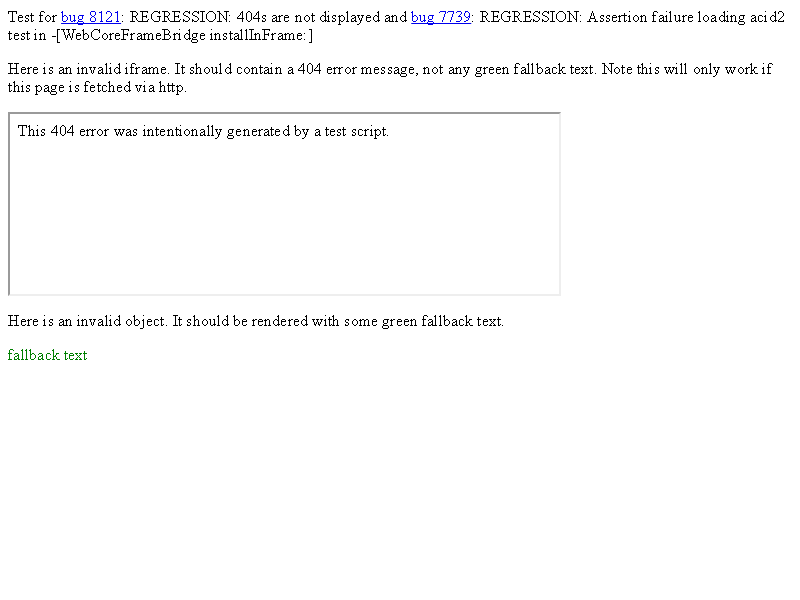 Test for bug 8121: REGRESSION: 404s are not displayed and bug 7739: REGRESSION: Assertion failure loading acid2
test in -[WebCoreFrameBridge installInFrame:]
Here is an invalid iframe. It should contain a 404 error message, not any green fallback text. Note this will only work if
this page is fetched via http.
This 404 error was intentionally generated by a test script.
Here is an invalid object. It should be rendered with some green fallback text.
fallback text